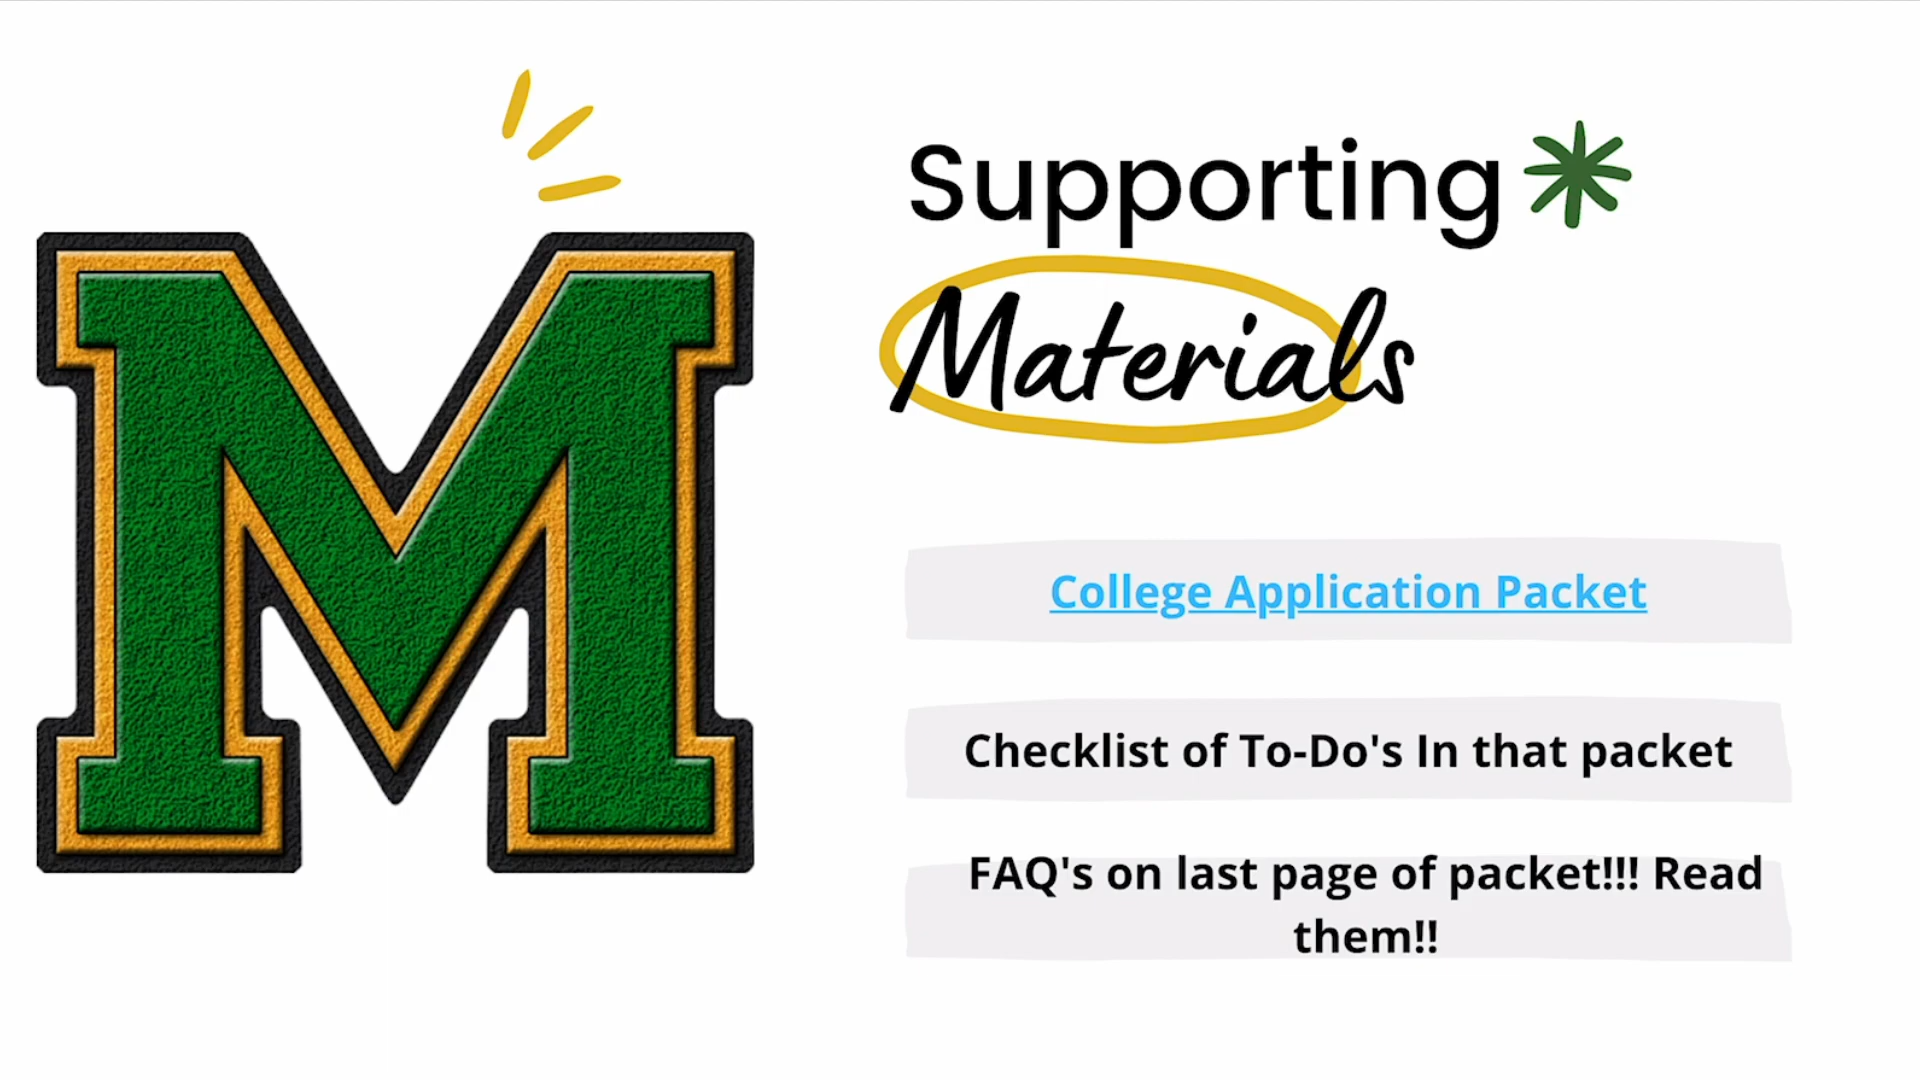 M
Supporting
Materials
College Application Packet
Checklist of To-Do's In that packet
FAQ's on last page of packet!!! Read
them!!